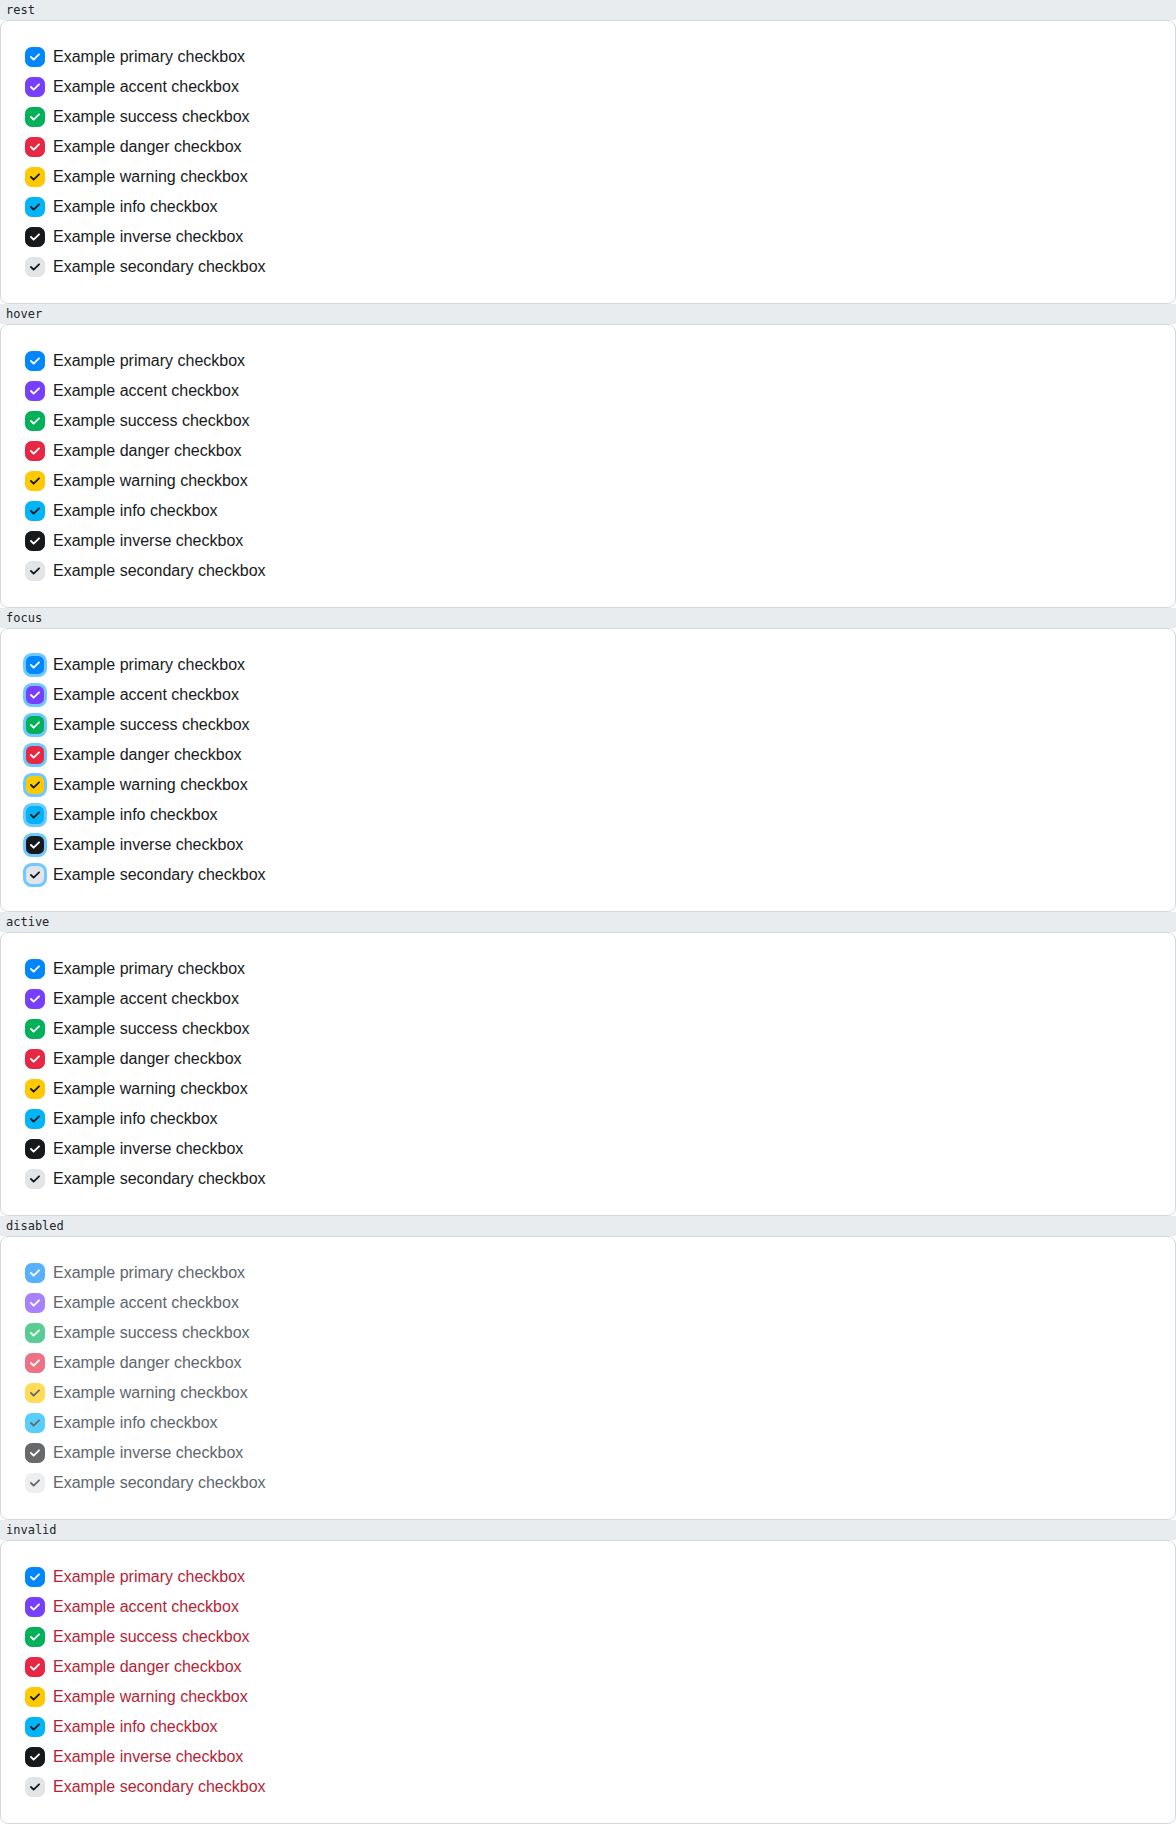 rest
Example primary checkbox
Example accent checkbox
Example success checkbox
Example danger checkbox
Example warning checkbox
Example info checkbox
Example inverse checkbox
Example secondary checkbox
hover
Example primary checkbox
Example accent checkbox
Example success checkbox
Example danger checkbox
Example warning checkbox
Example info checkbox
Example inverse checkbox
Example secondary checkbox
focus
Example primary checkbox
Example accent checkbox
Example success checkbox
Example danger checkbox
Example warning checkbox
Example info checkbox
Example inverse checkbox
Example secondary checkbox
active
Example primary checkbox
Example accent checkbox
Example success checkbox
Example danger checkbox
Example warning checkbox
Example info checkbox
Example inverse checkbox
Example secondary checkbox
disabled
Example primary checkbox
Example accent checkbox
Example success checkbox
Example danger checkbox
Example warning checkbox
Example info checkbox
Example inverse checkbox
Example secondary checkbox
invalid
Example primary checkbox
Example accent checkbox
Example success checkbox
Example danger checkbox
Example warning checkbox
Example info checkbox
Example inverse checkbox
Example secondary checkbox